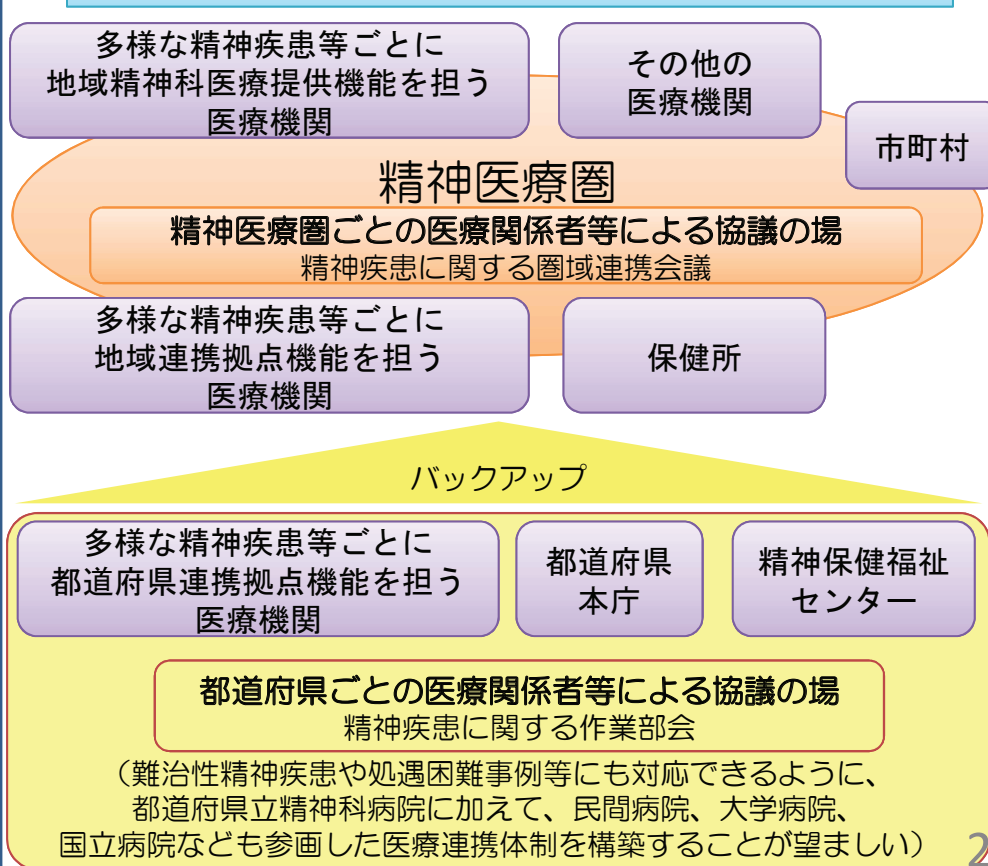 多様な精神疾患等ごとに
地域精神科医療提供機能を担う
医療機関
その他の
医療機関
市町村
精神医療圏
精神医療圏ごとの医療関係者等による協議の場
精神疾患に関する圏域連携会議
多様な精神疾患等ごとに
地域連携拠点機能を担う
医療機関
保健所
バックアップ
多様な精神疾患等ごとに
都道府県連携拠点機能を担う
医療機関
都道府県
本庁
精神保健福祉
センター
都道府県ごとの医療関係者等による協議の場
精神疾患に関する作業部会
（難治性精神疾患や処遇困難事例等にも対応できるように、
都道府県立精神科病院に加えて、民間病院、大学病院、
国立病院なども参画した医療連携体制を構築することが望ましい）
2